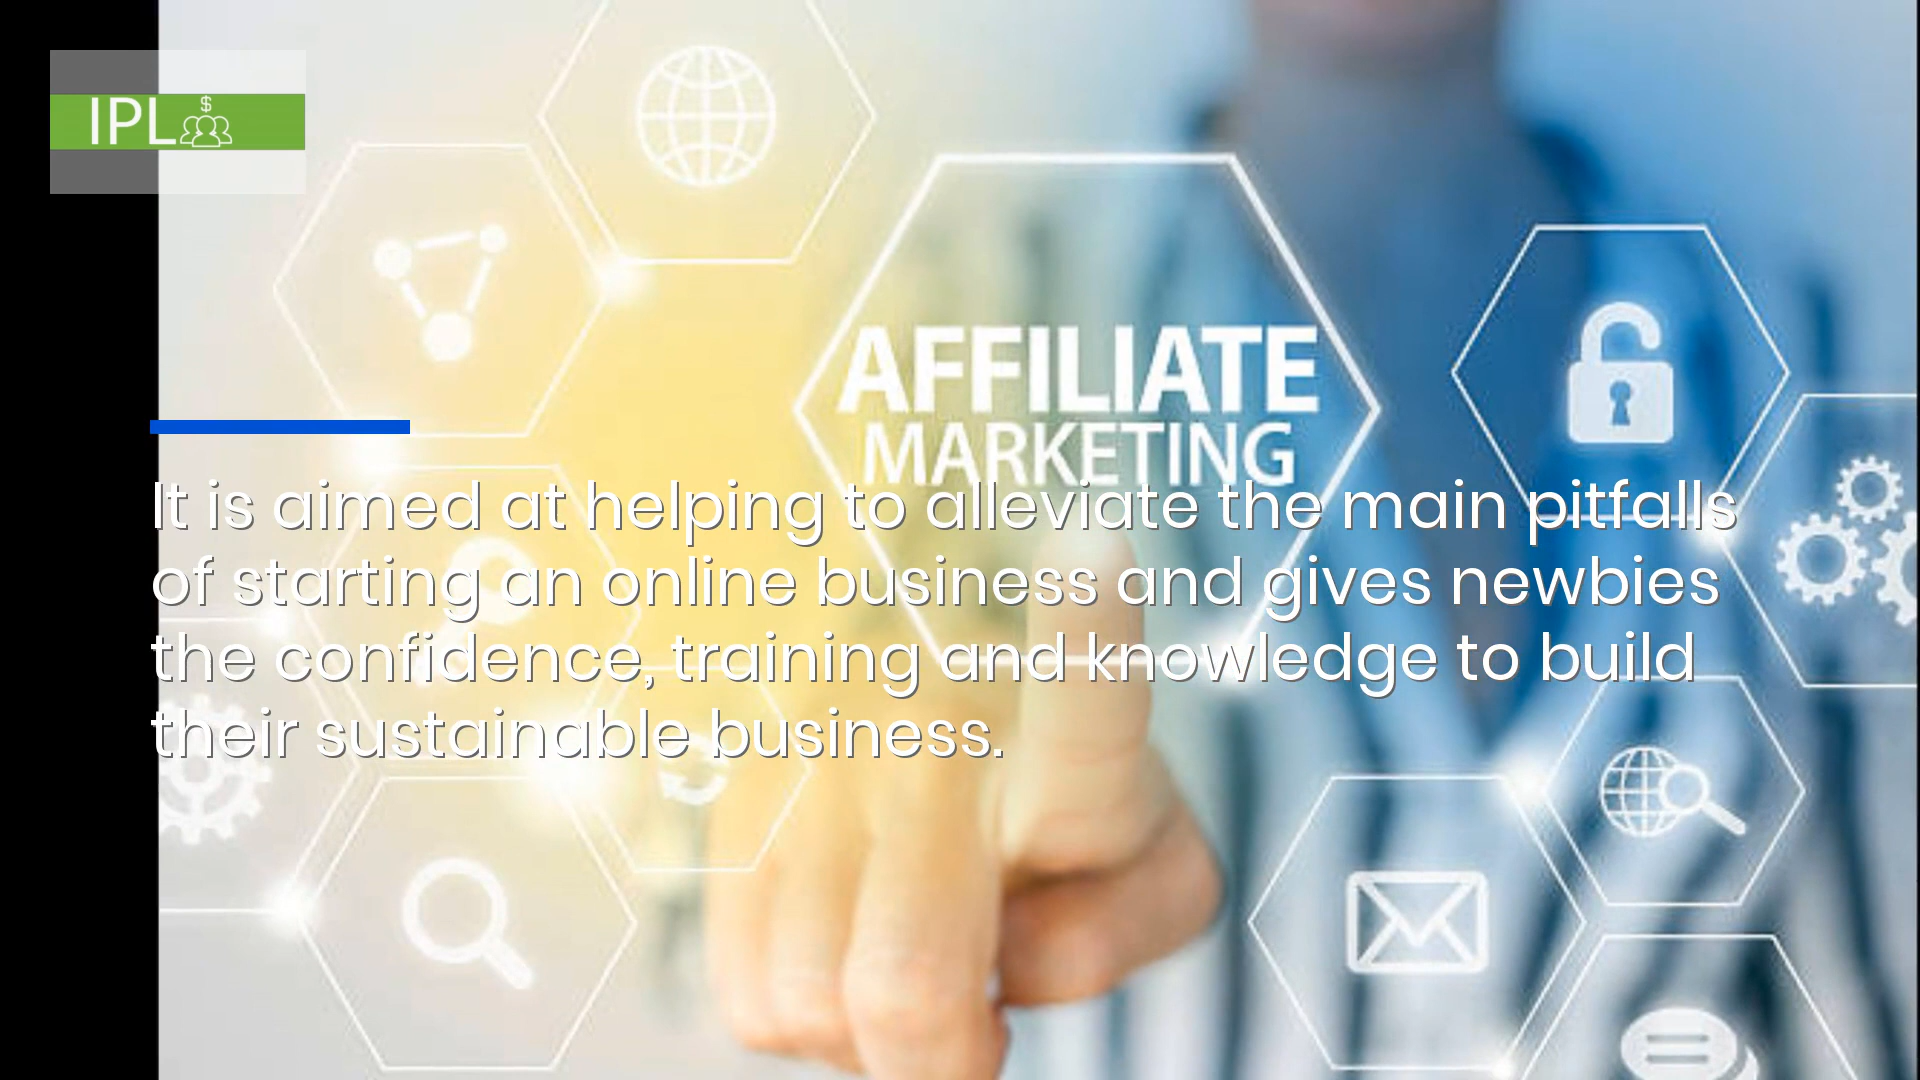 IPL
$
AFFILIATE
MARKETING
It is aimed at helping to alleviate the main pitfalls
of starting an online business and gives newbies
the confidence, training and knowledge to build
their sustainable business.